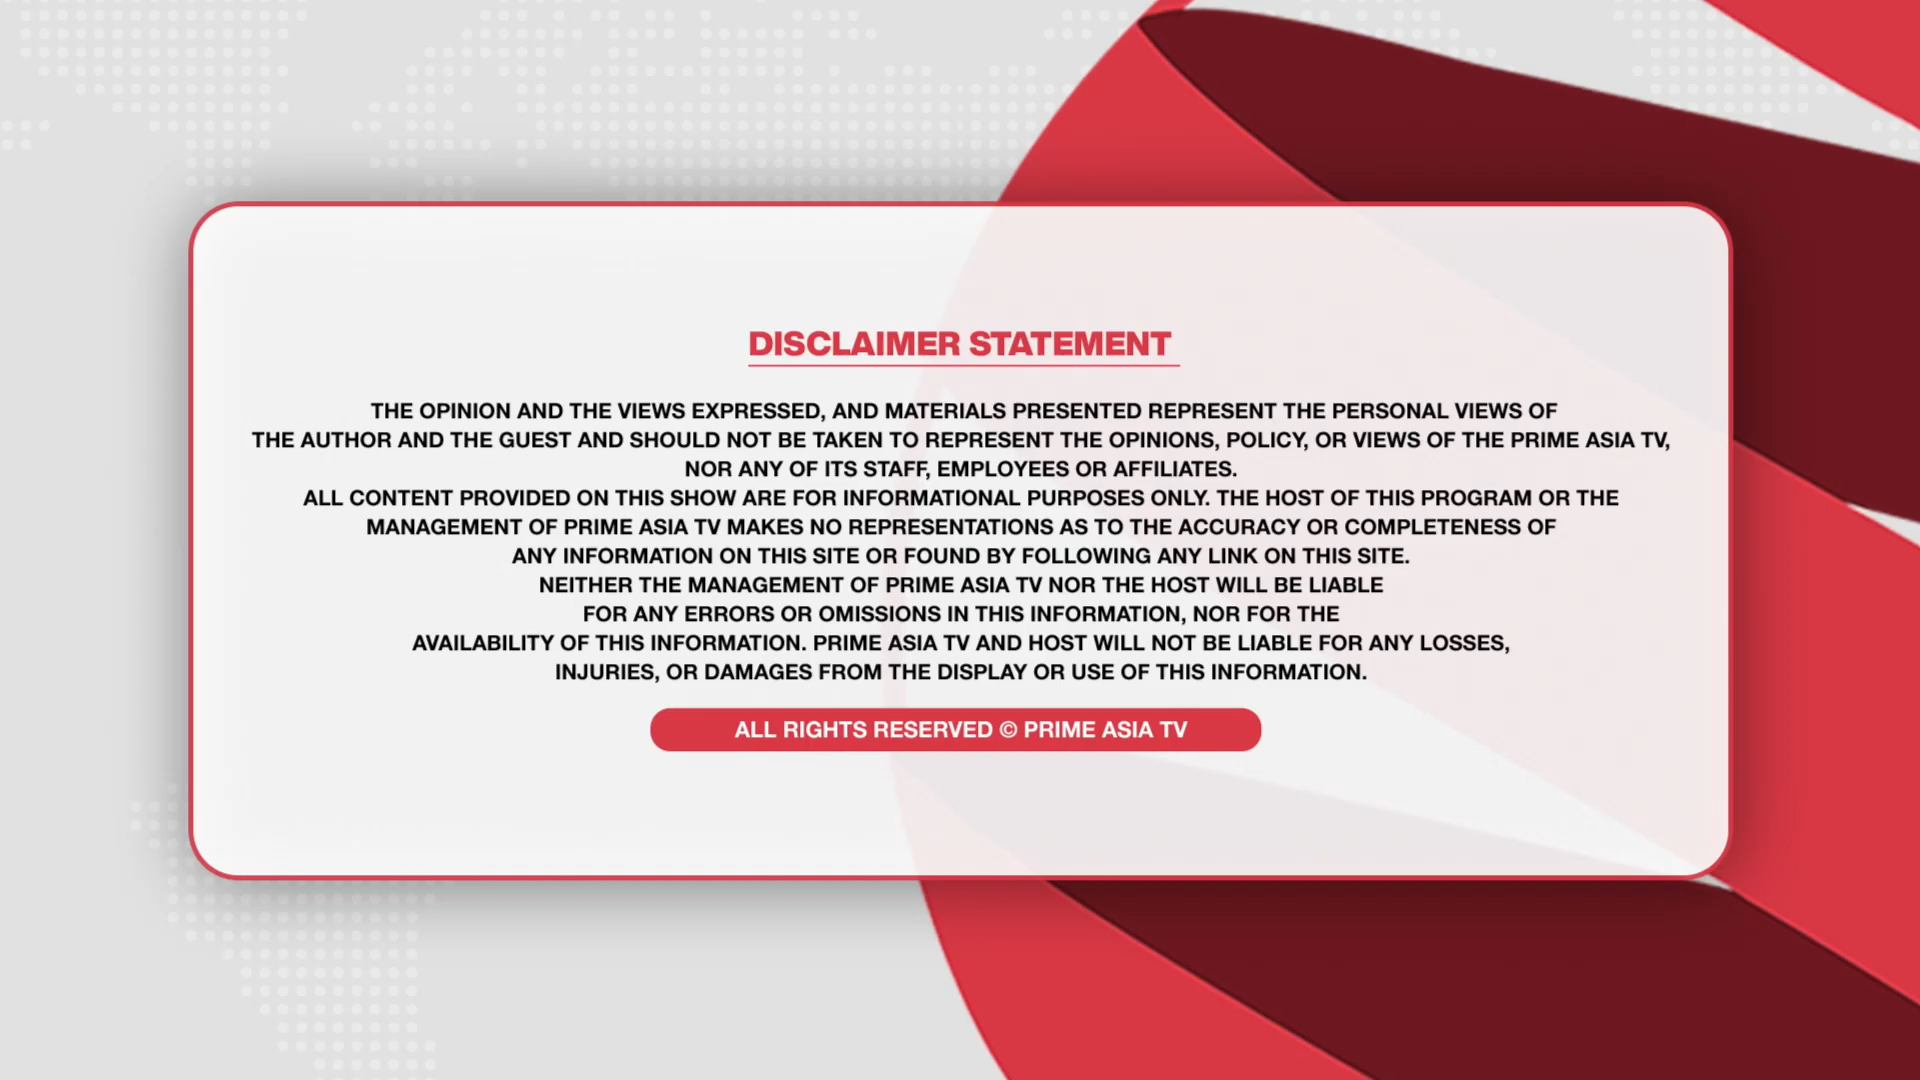 DISCLAIMER STATEMENT
THE OPINION AND THE VIEWS EXPRESSED, AND MATERIALS PRESENTED REPRESENT THE PERSONAL VIEWS OF
THE AUTHOR AND THE GUEST AND SHOULD NOT BE TAKEN TO REPRESENT THE OPINIONS, POLICY, OR VIEWS OF THE PRIME ASIA TV,
NOR ANY OF ITS STAFF, EMPLOYEES OR AFFILIATES.
ALL CONTENT PROVIDED ON THIS SHOW ARE FOR INFORMATIONAL PURPOSES ONLY. THE HOST OF THIS PROGRAM OR THE
MANAGEMENT OF PRIME ASIA TV MAKES NO REPRESENTATIONS AS TO THE ACCURACY OR COMPLETENESS OF
ANY INFORMATION ON THIS SITE OR FOUND BY FOLLOWING ANY LINK ON THIS SITE.
NEITHER THE MANAGEMENT OF PRIME ASIA TV NOR THE HOST WILL BE LIABLE
FOR ANY ERRORS OR OMISSIONS IN THIS INFORMATION, NOR FOR THE
AVAILABILITY OF THIS INFORMATION. PRIME ASIA TV AND HOST WILL NOT BE LIABLE FOR ANY LOSSES,
INJURIES, OR DAMAGES FROM THE DISPLAY OR USE OF THIS INFORMATION.
ALL RIGHTS RESERVED © PRIME ASIA TV